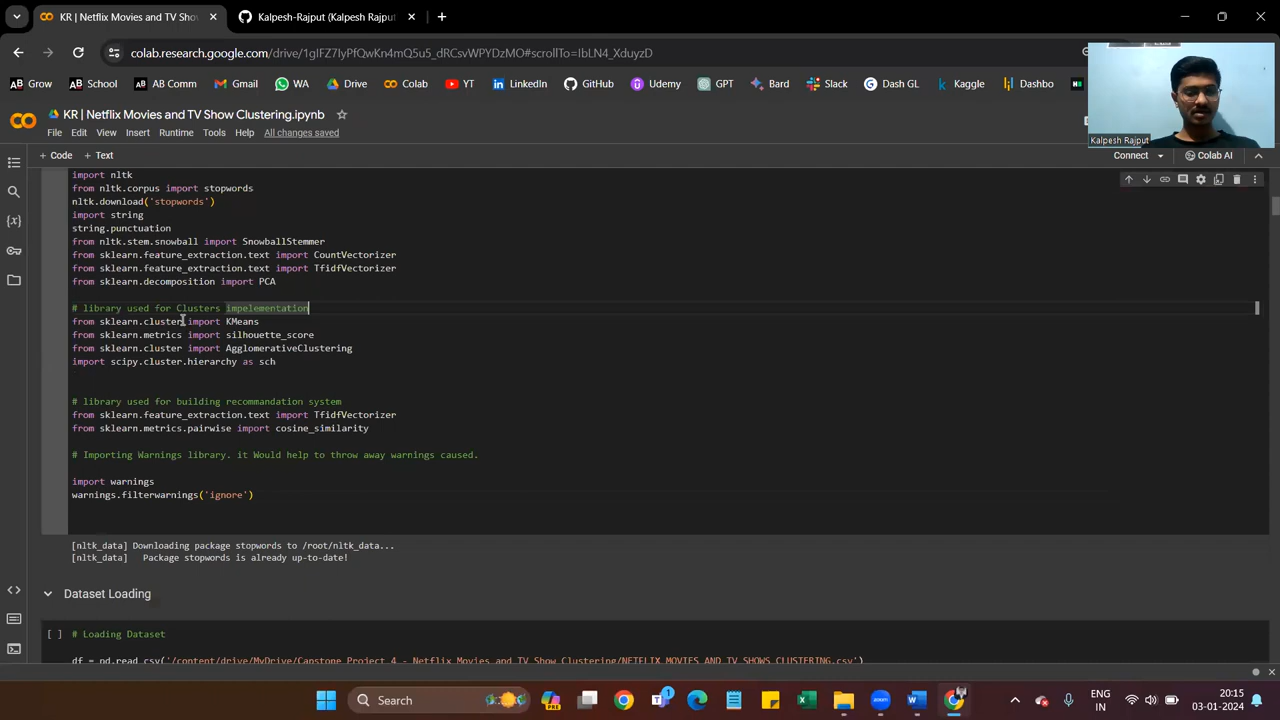 KR | Netflix Movies and TV Sho
Kalpesh-Rajput (Kalpesh Rajput)
colab.research.google.com/drive/1gIFZ7IyPfQwKn4mQ5u5_dRCswWPYDzMO#scrollTo=IbLN4_XduyzD
AB Grow
AB School
AB Comm
Gmail
WA
Drive
Colab
YT
LinkedIn
GitHub
Udemy
GPT
Bard
Slack
Dash GL
Kaggle
Dashbo
KR | Netflix Movies and TV Show Clustering.ipynb
File Edit View Insert Runtime Tools Help All changes saved
Kalpesh Rajput
+ Code + Text
Connect
Colab AI
import nltk
from nltk.corpus import stopwords
nltk.download('stopwords')
import string
string.punctuation
from nltk.stem.snowball import SnowballStemmer
from sklearn.feature_extraction.text import CountVectorizer
from sklearn.feature_extraction.text import TfidfVectorizer
from sklearn.decomposition import PCA
# library used for Clusters impelementation
from sklearn.cluster import KMeans
from sklearn.metrics import silhouette_score
from sklearn.cluster import AgglomerativeClustering
import scipy.cluster.hierarchy as sch
# library used for building recommandation system
from sklearn.feature_extraction.text import TfidfVectorizer
from sklearn.metrics.pairwise import cosine_similarity
# Importing Warnings library. it Would help to throw away warnings caused.
import warnings
warnings.filterwarnings('ignore')
[nltk_data] Downloading package stopwords to /root/nltk_data...
[nltk_data] Package stopwords is already up-to-date!
Dataset Loading
[ ] # Loading Dataset
df = pd.read_csv('/content/drive/MyDrive/Capstone Project 4 - Netflix Movies and TV Show Clustering/NETFLIX MOVIES AND TV SHOWS CLUSTERING.csv')
Search
1
ENG
IN
20:15
03-01-2024